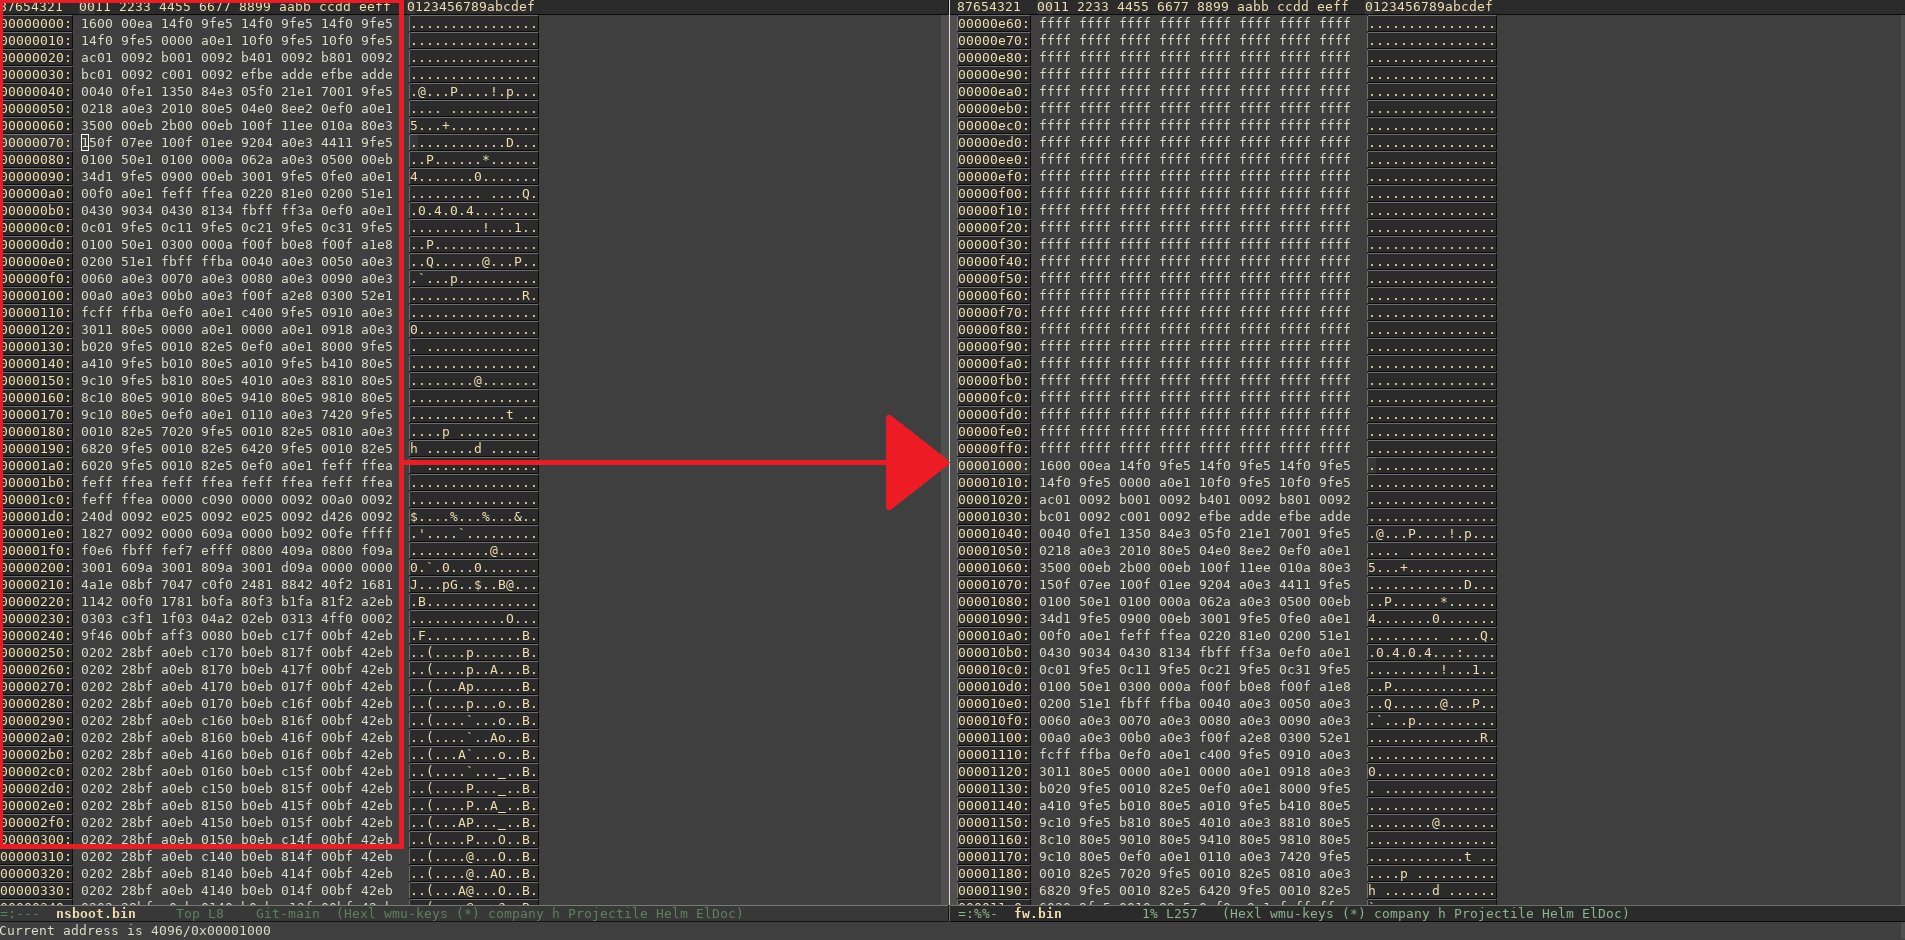 87654321  0011 2233 4455 6677 8899 aabb ccdd eeff  0123456789abcdef
00000000: 1600 00ea 14f0 9fe5 14f0 9fe5 14f0 9fe5  ................
00000010: 14f0 9fe5 0000 a0e1 10f0 9fe5 10f0 9fe5  ................
00000020: ac01 0092 b001 0092 b401 0092 b801 0092  ................
00000030: bc01 0092 c001 0092 efbe adde efbe adde  ................
00000040: 0040 0fe1 1350 84e3 05f0 21e1 7001 9fe5  .@...P....!.p...
00000050: 0218 a0e3 2010 80e5 04e0 8ee2 0ef0 a0e1  .... ...........
00000060: 3500 00eb 2b00 00eb 100f 11ee 010a 80e3  5...+...........
00000070: 150f 07ee 100f 01ee 9204 a0e3 4411 9fe5  ............D...
00000080: 0100 50e1 0100 000a 062a a0e3 0500 00eb  ..P......*......
00000090: 34d1 9fe5 0900 00eb 3001 9fe5 0fe0 a0e1  4.......0.......
000000a0: 00f0 a0e1 feff ffea 0220 81e0 0200 51e1  ......... ....Q.
000000b0: 0430 9034 0430 8134 fbff ff3a 0ef0 a0e1  .0.4.0.4...:....
000000c0: 0c01 9fe5 0c11 9fe5 0c21 9fe5 0c31 9fe5  .........!...1..
000000d0: 0100 50e1 0300 000a f00f b0e8 f00f a1e8  ..P.............
000000e0: 0200 51e1 fbff ffba 0040 a0e3 0050 a0e3  ..Q......@...P..
000000f0: 0060 a0e3 0070 a0e3 0080 a0e3 0090 a0e3  .`...p..........
00000100: 00a0 a0e3 00b0 a0e3 f00f a2e8 0300 52e1  ..............R.
00000110: fcff ffba 0ef0 a0e1 c400 9fe5 0910 a0e3  ................
00000120: 3011 80e5 0000 a0e1 0000 a0e1 0918 a0e3  0...............
00000130: b020 9fe5 0010 82e5 0ef0 a0e1 8000 9fe5  . ..............
00000140: a410 9fe5 b010 80e5 a010 9fe5 b410 80e5  ................
00000150: 9c10 9fe5 b810 80e5 4010 a0e3 8810 80e5  ........@.......
00000160: 8c10 80e5 9010 80e5 9410 80e5 9810 80e5  ................
00000170: 9c10 80e5 0ef0 a0e1 0110 a0e3 7420 9fe5  ............t ..
00000180: 0010 82e5 7020 9fe5 0010 82e5 0810 a0e3  ....p ..........
00000190: 6820 9fe5 0010 82e5 6420 9fe5 0010 82e5  h ......d ......
000001a0: 6020 9fe5 0010 82e5 0ef0 a0e1 feff ffea
000001b0: feff ffea feff ffea feff ffea feff ffea  ................
000001c0: feff ffea 0000 c090 0000 0092 00a0 0092  ................
000001d0: 240d 0092 e025 0092 e025 0092 d426 0092  $....%...%...&..
000001e0: 1827 0092 0000 609a 0000 b092 00fe ffff  .'....`.........
000001f0: f0e6 fbff fef7 efff 0800 409a 0800 f09a  ..........@.....
00000200: 3001 609a 3001 809a 3001 d09a 0000 0000  0.`.0...0.......
00000210: 4a1e 08bf 7047 c0f0 2481 8842 40f2 1681  J...pG..$..B@...
00000220: 1142 00f0 1781 b0fa 80f3 b1fa 81f2 a2eb  .B..............
00000230: 0303 c3f1 1f03 04a2 02eb 0313 4ff0 0002  ............O...
00000240: 9f46 00bf aff3 0080 b0eb c17f 00bf 42eb  .F............B.
00000250: 0202 28bf a0eb c170 b0eb 817f 00bf 42eb  ..(....p......B.
00000260: 0202 28bf a0eb 8170 b0eb 417f 00bf 42eb  ..(....p..A...B.
00000270: 0202 28bf a0eb 4170 b0eb 017f 00bf 42eb  ..(...Ap......B.
00000280: 0202 28bf a0eb 0170 b0eb c16f 00bf 42eb  ..(....p...o..B.
00000290: 0202 28bf a0eb c160 b0eb 816f 00bf 42eb  ..(....`...o..B.
000002a0: 0202 28bf a0eb 8160 b0eb 416f 00bf 42eb  ..(....`..Ao..B.
000002b0: 0202 28bf a0eb 4160 b0eb 016f 00bf 42eb  ..(...A`...o..B.
000002c0: 0202 28bf a0eb 0160 b0eb c15f 00bf 42eb  ..(....`..._..B.
000002d0: 0202 28bf a0eb c150 b0eb 815f 00bf 42eb  ..(....P..._..B.
000002e0: 0202 28bf a0eb 8150 b0eb 415f 00bf 42eb  ..(....P..A_..B.
000002f0: 0202 28bf a0eb 4150 b0eb 015f 00bf 42eb  ..(...AP..._..B.
00000300: 0202 28bf a0eb 0150 b0eb c14f 00bf 42eb  ..(....P...O..B.
00000310: 0202 28bf a0eb c140 b0eb 814f 00bf 42eb  ..(....@...O..B.
00000320: 0202 28bf a0eb 8140 b0eb 414f 00bf 42eb  ..(....@..AO..B.
00000330: 0202 28bf a0eb 4140 b0eb 014f 00bf 42eb  ..(...A@...O..B.
=:---  nsboot.bin     Top L8    Git-main  (Hexl wmu-keys (*) company h Projectile Helm ElDoc)
87654321  0011 2233 4455 6677 8899 aabb ccdd eeff  0123456789abcdef
00000e60: ffff ffff ffff ffff ffff ffff ffff ffff  ................
00000e70: ffff ffff ffff ffff ffff ffff ffff ffff  ................
00000e80: ffff ffff ffff ffff ffff ffff ffff ffff  ................
00000e90: ffff ffff ffff ffff ffff ffff ffff ffff  ................
00000ea0: ffff ffff ffff ffff ffff ffff ffff ffff  ................
00000eb0: ffff ffff ffff ffff ffff ffff ffff ffff  ................
00000ec0: ffff ffff ffff ffff ffff ffff ffff ffff  ................
00000ed0: ffff ffff ffff ffff ffff ffff ffff ffff  ................
00000ee0: ffff ffff ffff ffff ffff ffff ffff ffff  ................
00000ef0: ffff ffff ffff ffff ffff ffff ffff ffff  ................
00000f00: ffff ffff ffff ffff ffff ffff ffff ffff  ................
00000f10: ffff ffff ffff ffff ffff ffff ffff ffff  ................
00000f20: ffff ffff ffff ffff ffff ffff ffff ffff  ................
00000f30: ffff ffff ffff ffff ffff ffff ffff ffff  ................
00000f40: ffff ffff ffff ffff ffff ffff ffff ffff  ................
00000f50: ffff ffff ffff ffff ffff ffff ffff ffff  ................
00000f60: ffff ffff ffff ffff ffff ffff ffff ffff  ................
00000f70: ffff ffff ffff ffff ffff ffff ffff ffff  ................
00000f80: ffff ffff ffff ffff ffff ffff ffff ffff  ................
00000f90: ffff ffff ffff ffff ffff ffff ffff ffff  ................
00000fa0: ffff ffff ffff ffff ffff ffff ffff ffff  ................
00000fb0: ffff ffff ffff ffff ffff ffff ffff ffff  ................
00000fc0: ffff ffff ffff ffff ffff ffff ffff ffff  ................
00000fd0: ffff ffff ffff ffff ffff ffff ffff ffff  ................
00000fe0: ffff ffff ffff ffff ffff ffff ffff ffff  ................
00000ff0: ffff ffff ffff ffff ffff ffff ffff ffff  ................
00001000: 1600 00ea 14f0 9fe5 14f0 9fe5 14f0 9fe5  ................
00001010: 14f0 9fe5 0000 a0e1 10f0 9fe5 10f0 9fe5  ................
00001020: ac01 0092 b001 0092 b401 0092 b801 0092  ................
00001030: bc01 0092 c001 0092 efbe adde efbe adde  ................
00001040: 0040 0fe1 1350 84e3 05f0 21e1 7001 9fe5  .@...P....!.p...
00001050: 0218 a0e3 2010 80e5 04e0 8ee2 0ef0 a0e1  .... ...........
00001060: 3500 00eb 2b00 00eb 100f 11ee 010a 80e3  5...+...........
00001070: 150f 07ee 100f 01ee 9204 a0e3 4411 9fe5  ............D...
00001080: 0100 50e1 0100 000a 062a a0e3 0500 00eb  ..P......*......
00001090: 34d1 9fe5 0900 00eb 3001 9fe5 0fe0 a0e1  4.......0.......
000010a0: 00f0 a0e1 feff ffea 0220 81e0 0200 51e1  ......... ....Q.
000010b0: 0430 9034 0430 8134 fbff ff3a 0ef0 a0e1  .0.4.0.4...:....
000010c0: 0c01 9fe5 0c11 9fe5 0c21 9fe5 0c31 9fe5  .........!...1..
000010d0: 0100 50e1 0300 000a f00f b0e8 f00f a1e8  ..P.............
000010e0: 0200 51e1 fbff ffba 0040 a0e3 0050 a0e3  ..Q......@...P..
000010f0: 0060 a0e3 0070 a0e3 0080 a0e3 0090 a0e3  .`...p..........
00001100: 00a0 a0e3 00b0 a0e3 f00f a2e8 0300 52e1  ..............R.
00001110: fcff ffba 0ef0 a0e1 c400 9fe5 0910 a0e3  ................
00001120: 3011 80e5 0000 a0e1 0000 a0e1 0918 a0e3  0...............
00001130: b020 9fe5 0010 82e5 0ef0 a0e1 8000 9fe5  . ..............
00001140: a410 9fe5 b010 80e5 a010 9fe5 b410 80e5  ................
00001150: 9c10 9fe5 b810 80e5 4010 a0e3 8810 80e5  ........@.......
00001160: 8c10 80e5 9010 80e5 9410 80e5 9810 80e5  ................
00001170: 9c10 80e5 0ef0 a0e1 0110 a0e3 7420 9fe5  ............t ..
00001180: 0010 82e5 7020 9fe5 0010 82e5 0810 a0e3  ....p ..........
00001190: 6820 9fe5 0010 82e5 6420 9fe5 0010 82e5  h ......d ......
=:%%-  fw.bin          1% L257   (Hexl wmu-keys (*) company h Projectile Helm ElDoc)
Current address is 4096/0x00001000